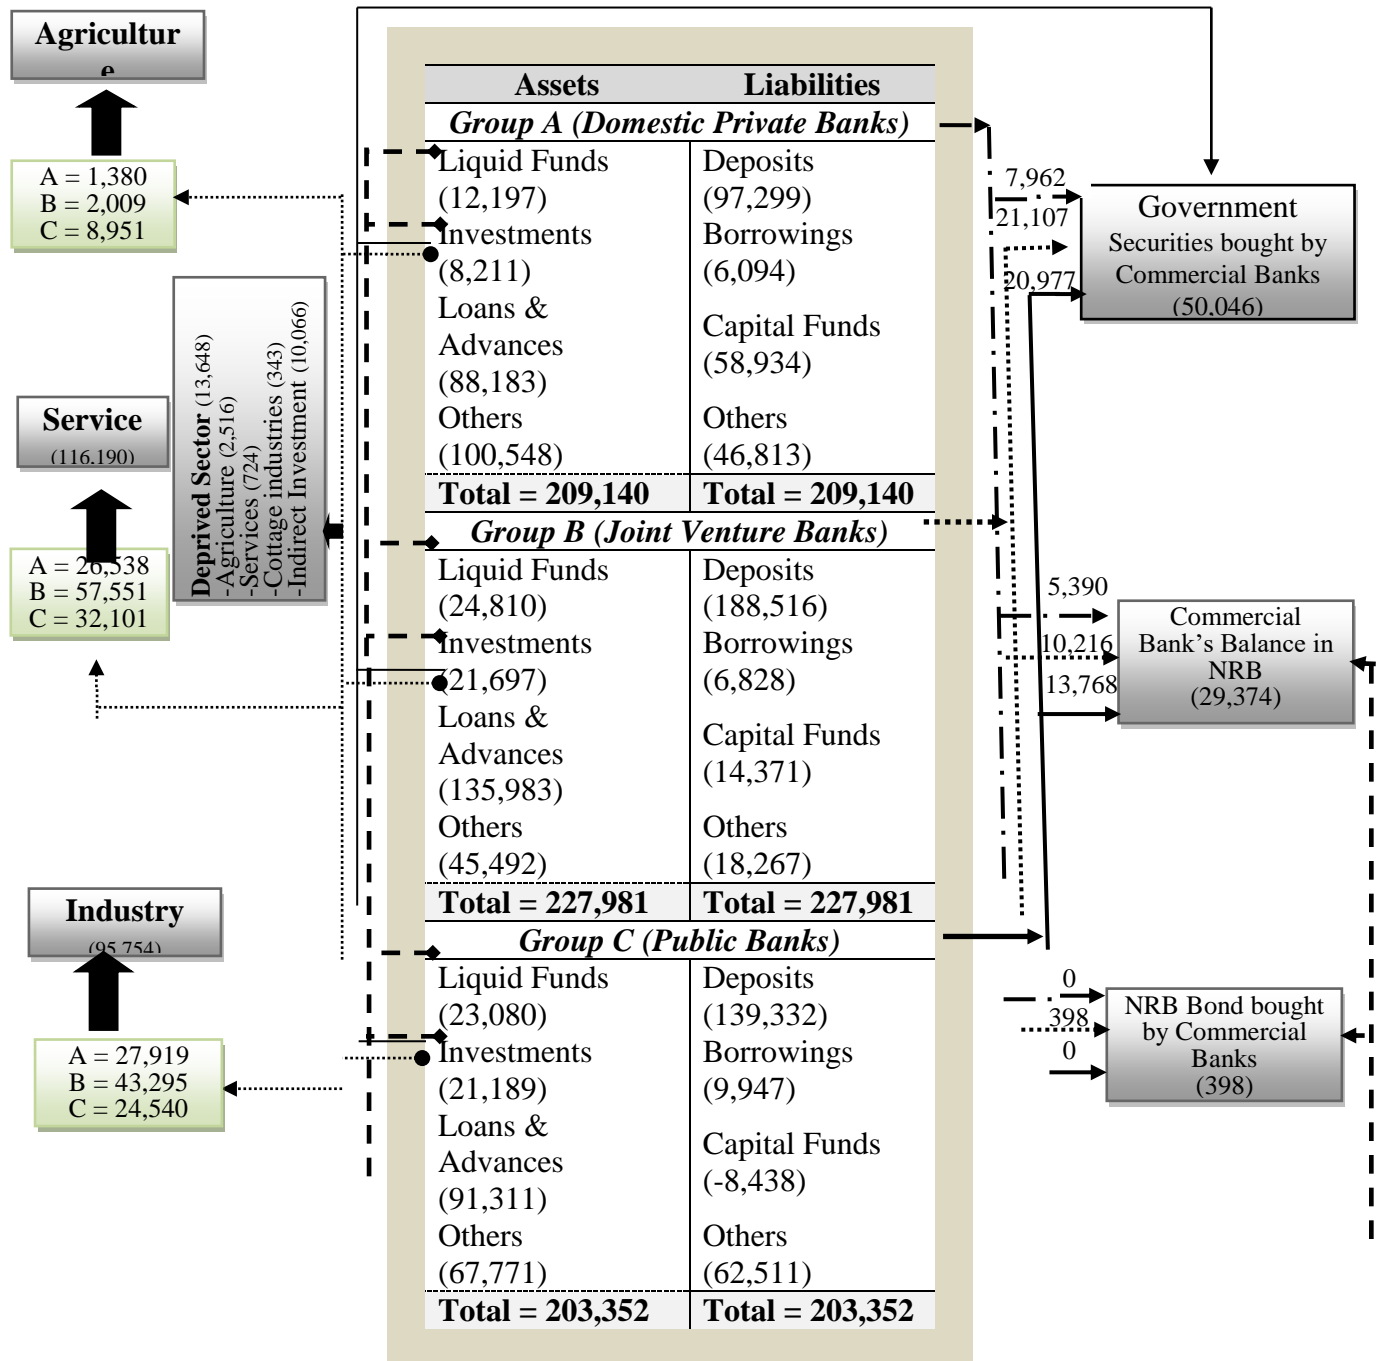 Agricultur
e
A = 1,380
B = 2,009
C = 8,951
Service
(116,190)
A = 26,538
B = 57,551
C = 32,101
Industry
(95,754)
A = 27,919
B = 43,295
C = 24,540
Deprived Sector (13,648)
-Agriculture (2,516)
-Services (724)
-Cottage industries (343)
-Indirect Investment (10,066)
Assets Liabilities
Group A (Domestic Private Banks)
Liquid Funds Deposits
(12,197) (97,299)
Investments Borrowings
(8,211) (6,094)
Loans &
Advances
(88,183)
Capital Funds
(58,934)
Others Others
(100,548) (46,813)
Total = 209,140 Total = 209,140
Group B (Joint Venture Banks)
Liquid Funds Deposits
(24,810) (188,516)
Investments Borrowings
(21,697) (6,828)
Loans &
Advances
(135,983)
Capital Funds
(14,371)
Others Others
(45,492) (18,267)
Total = 227,981 Total = 227,981
Group C (Public Banks)
Liquid Funds Deposits
(23,080) (139,332)
Investments Borrowings
(21,189) (9,947)
Loans &
Advances
(91,311)
Capital Funds
(-8,438)
Others Others
(67,771) (62,511)
Total = 203,352 Total = 203,352
7,962
21,107
20,977
Government
Securities bought by
Commercial Banks
(50,046)
5,390
10,216
13,768
Commercial
Bank's Balance in
NRB
(29,374)
0
398
0
NRB Bond bought
by Commercial
Banks
(398)